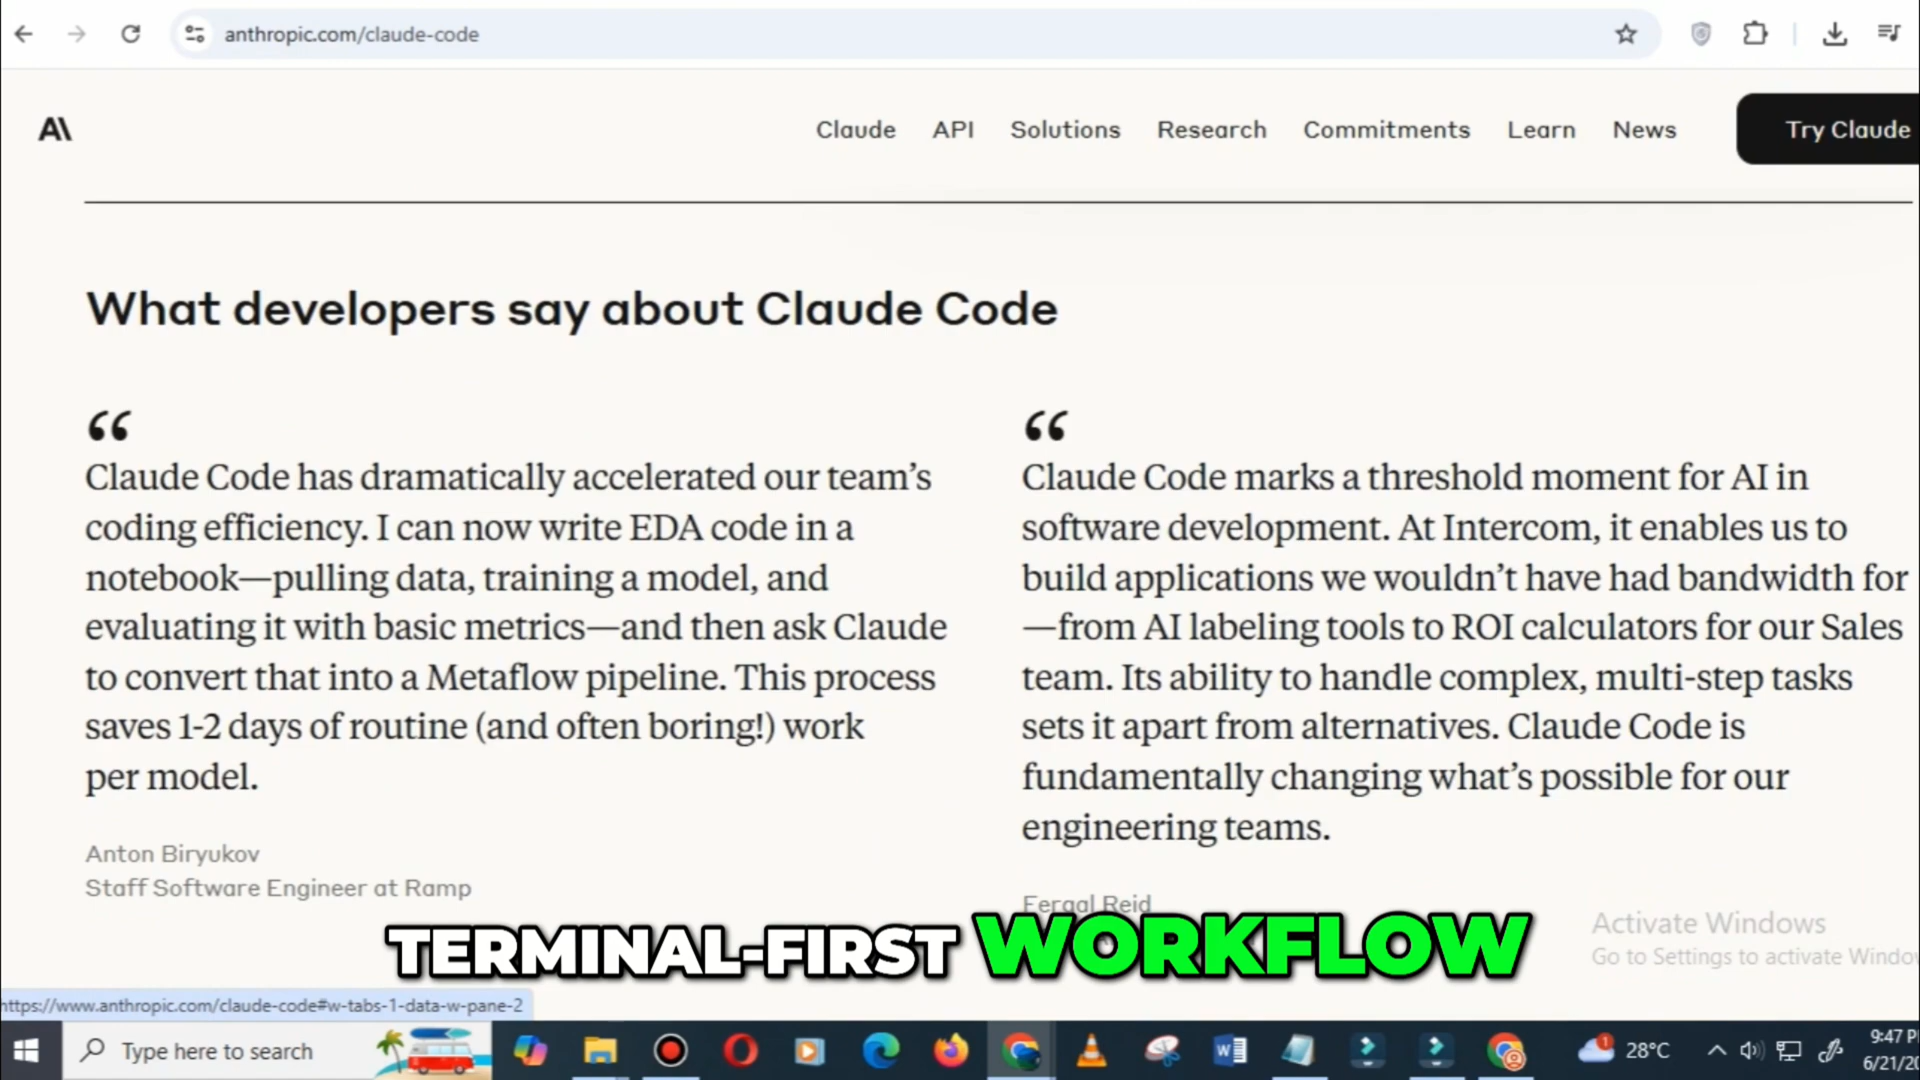 anthropic.com/claude-code
A\
Claude API Solutions Research Commitments Learn News Try Claude
What developers say about Claude Code
“
Claude Code has dramatically accelerated our team’s
coding efficiency. I can now write EDA code in a
notebook—pulling data, training a model, and
evaluating it with basic metrics—and then ask Claude
to convert that into a Metaflow pipeline. This process
saves 1-2 days of routine (and often boring!) work
per model.
Anton Biryukov
Staff Software Engineer at Ramp
“
Claude Code marks a threshold moment for AI in
software development. At Intercom, it enables us to
build applications we wouldn’t have had bandwidth for
—from AI labeling tools to ROI calculators for our Sales
team. Its ability to handle complex, multi-step tasks
sets it apart from alternatives. Claude Code is
fundamentally changing what’s possible for our
engineering teams.
Fergal Reid
TERMINAL-FIRST WORKFLOW
Activate Windows
Go to Settings to activate Windo
https://www.anthropic.com/claude-code#w-tabs-1-data-w-pane-2
Type here to search
1
28°C
9:47 P
6/21/20